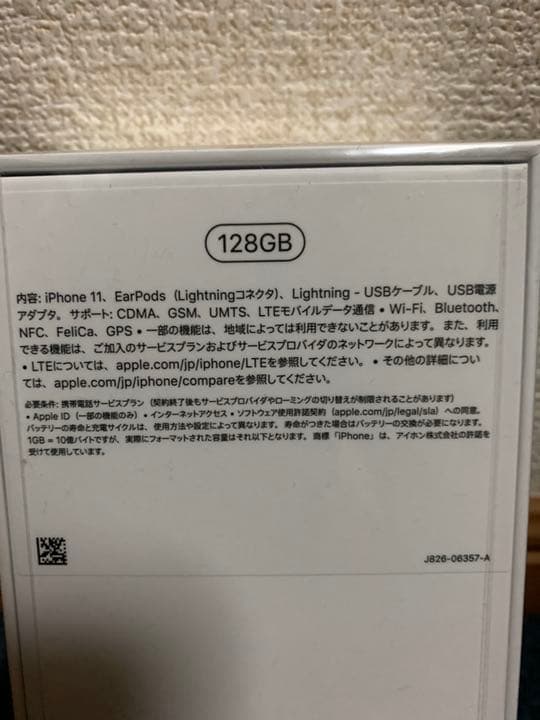 128GB
内容: iPhone 11、EarPods（Lightningコネクタ）、Lightning - USBケーブル、USB電源
アダプタ。 サポート: CDMA、GSM、UMTS、LTEモバイルデータ通信 • Wi-Fi、Bluetooth、
NFC、FeliCa、GPS • 一部の機能は、地域によっては利用できないことがあります。また、利用
できる機能は、ご加入のサービスプランおよびサービスプロバイダのネットワークによって異なります。
• LTEについては、apple.com/jp/iphone/LTEを参照してください。 • その他の詳細につい
ては、apple.com/jp/iphone/compareを参照してください。
必要条件: 携帯電話サービスプラン（契約終了後もサービスプロバイダやローミングの切り替えが制限されることがあります）
• Apple ID（一部の機能のみ）• インターネットアクセス • ソフトウェア使用許諾契約（apple.com/jp/legal/sla）への同意。
バッテリーの寿命と充電サイクルは、使用方法や設定によって異なります。寿命がつきた場合はバッテリーの交換が必要になります。
1GB = 10億バイトですが、実際にフォーマットされた容量はそれ以下となります。商標「iPhone」は、アイホン株式会社の許諾を
受けて使用しています。
J826-06357-A